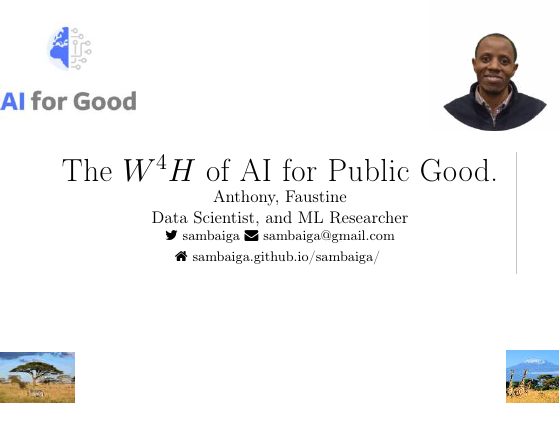 AI for Good
The W⁴H of AI for Public Good.
Anthony, Faustine
Data Scientist, and ML Researcher
sambaiga sambaiga@gmail.com
sambaiga.github.io/sambaiga/